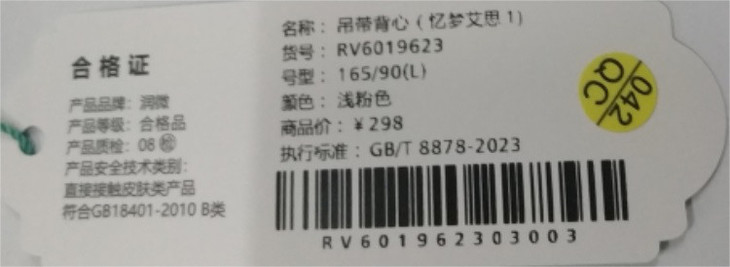 合格证
产品品牌：润微
产品等级：合格品
产品质检：08 检
产品安全技术类别：
直接接触皮肤类产品
符合GB18401-2010 B类
名称：吊带背心（忆梦艾思1）
货号：RV6019623
号型：165/90(L)
颜色：浅粉色
商品价：￥298
执行标准：GB/T 8878-2023
RV601962303003
042
QC